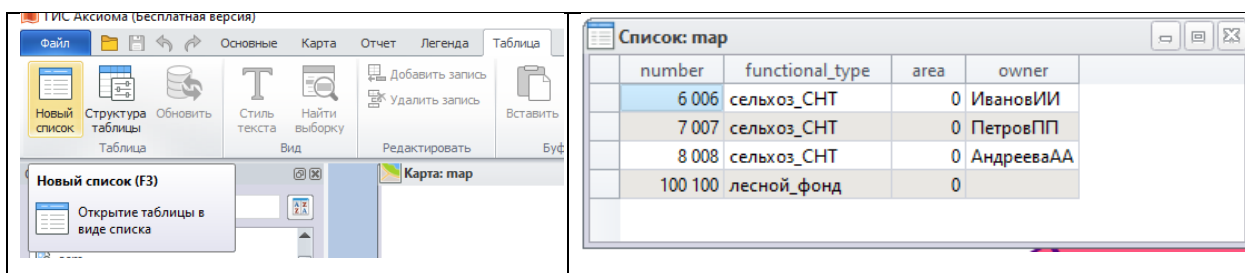 ГИС Аксиома (Бесплатная версия)
Файл Основные Карта Отчет Легенда Таблица
Новый список Структура таблицы Обновить Стиль текста Найти выборку Добавить запись Удалить запись Вставить
Таблица Вид Редактировать Буф
Новый список (F3)
Открытие таблицы в
виде списка
Карта: map
Список: map
number functional_type area owner
6 006 сельхоз_СНТ 0 ИвановИИ
7 007 сельхоз_СНТ 0 ПетровПП
8 008 сельхоз_СНТ 0 АндрееваАА
100 100 лесной_фонд 0